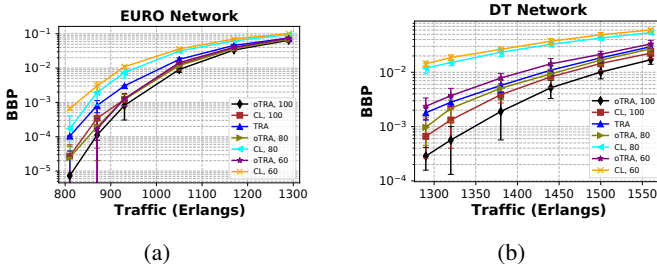 EURO Network
BBP
10⁻¹
10⁻²
10⁻³
10⁻⁴
10⁻⁵
oTRA, 100
CL, 100
TRA
oTRA, 80
CL, 80
oTRA, 60
CL, 60
800 900 1000 1100 1200 1300
Traffic (Erlangs)
(a)
DT Network
BBP
10⁻²
10⁻³
10⁻⁴
oTRA, 100
CL, 100
TRA
oTRA, 80
CL, 80
oTRA, 60
CL, 60
1300 1350 1400 1450 1500 1550
Traffic (Erlangs)
(b)